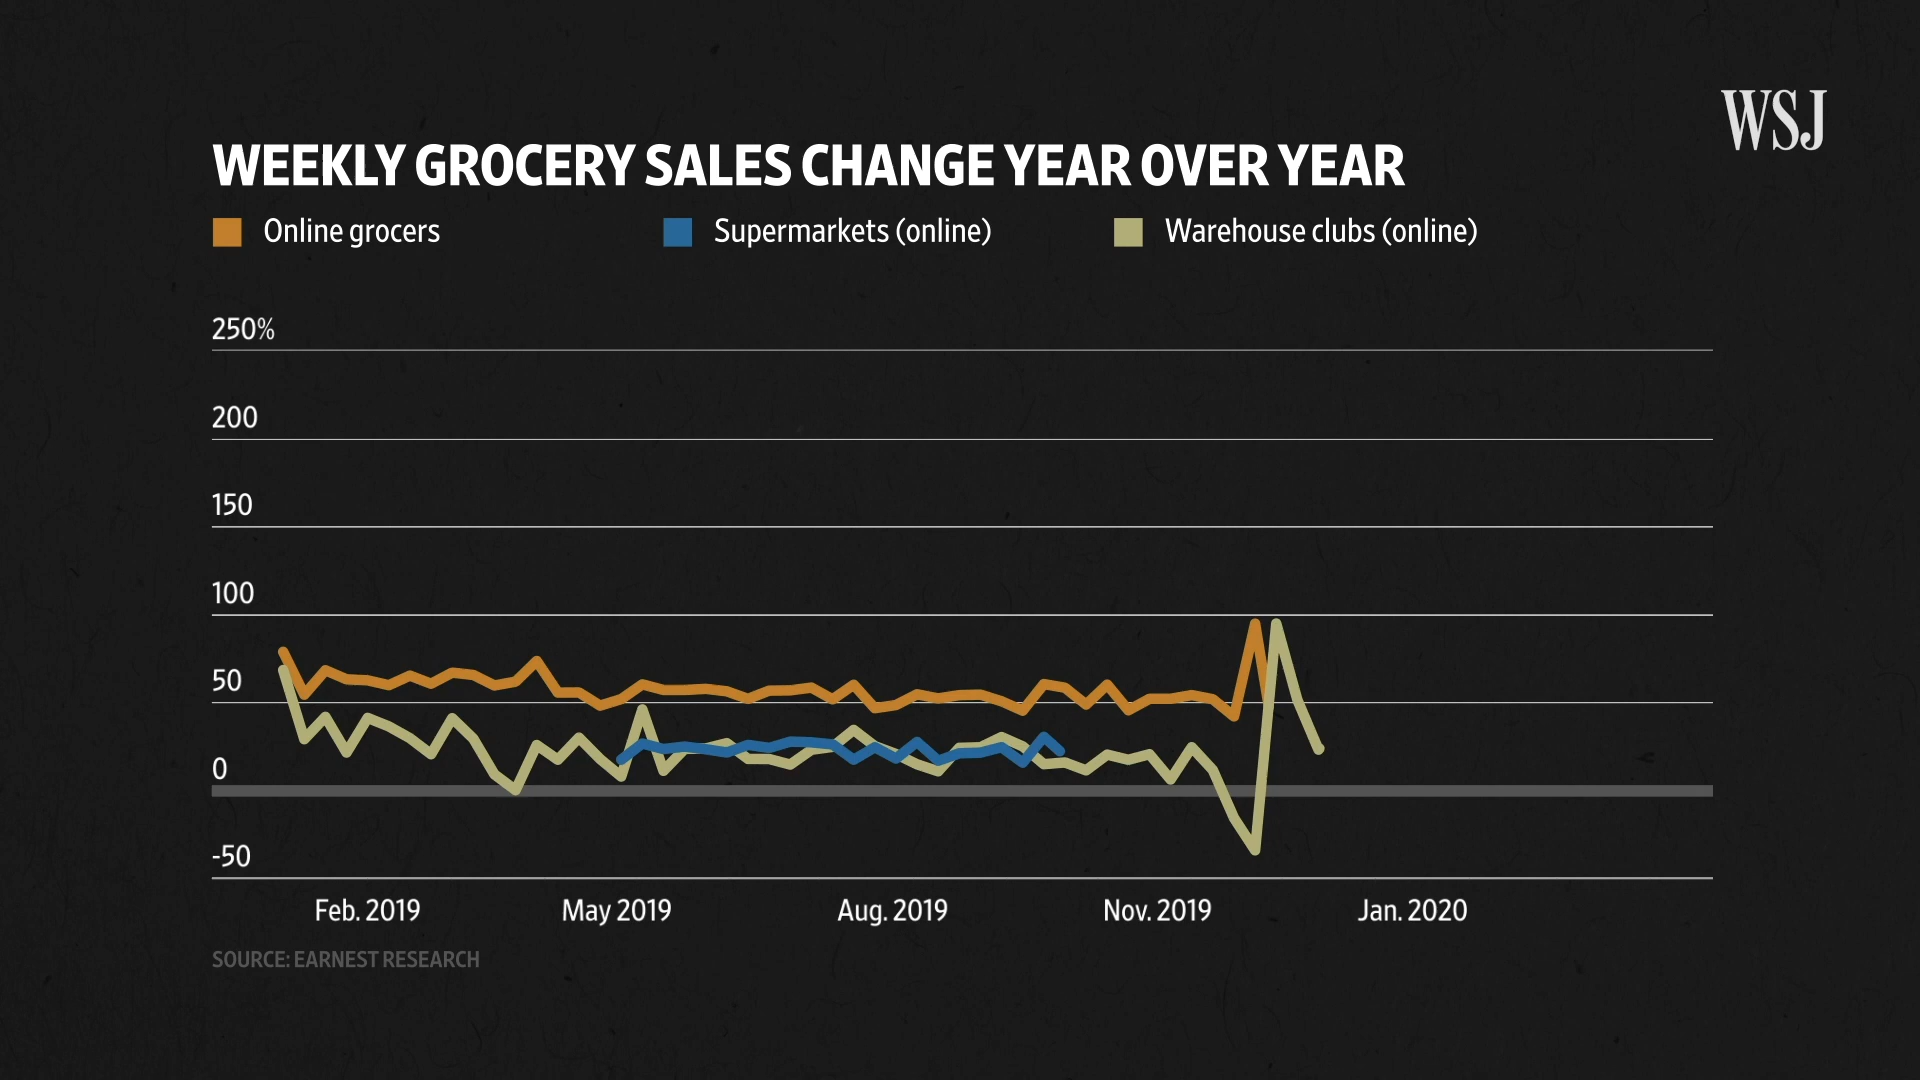 WSJ
WEEKLY GROCERY SALES CHANGE YEAR OVER YEAR
Online grocers Supermarkets (online) Warehouse clubs (online)
250%
200
150
100
50
0
-50
Feb. 2019 May 2019 Aug. 2019 Nov. 2019 Jan. 2020
SOURCE: EARNEST RESEARCH